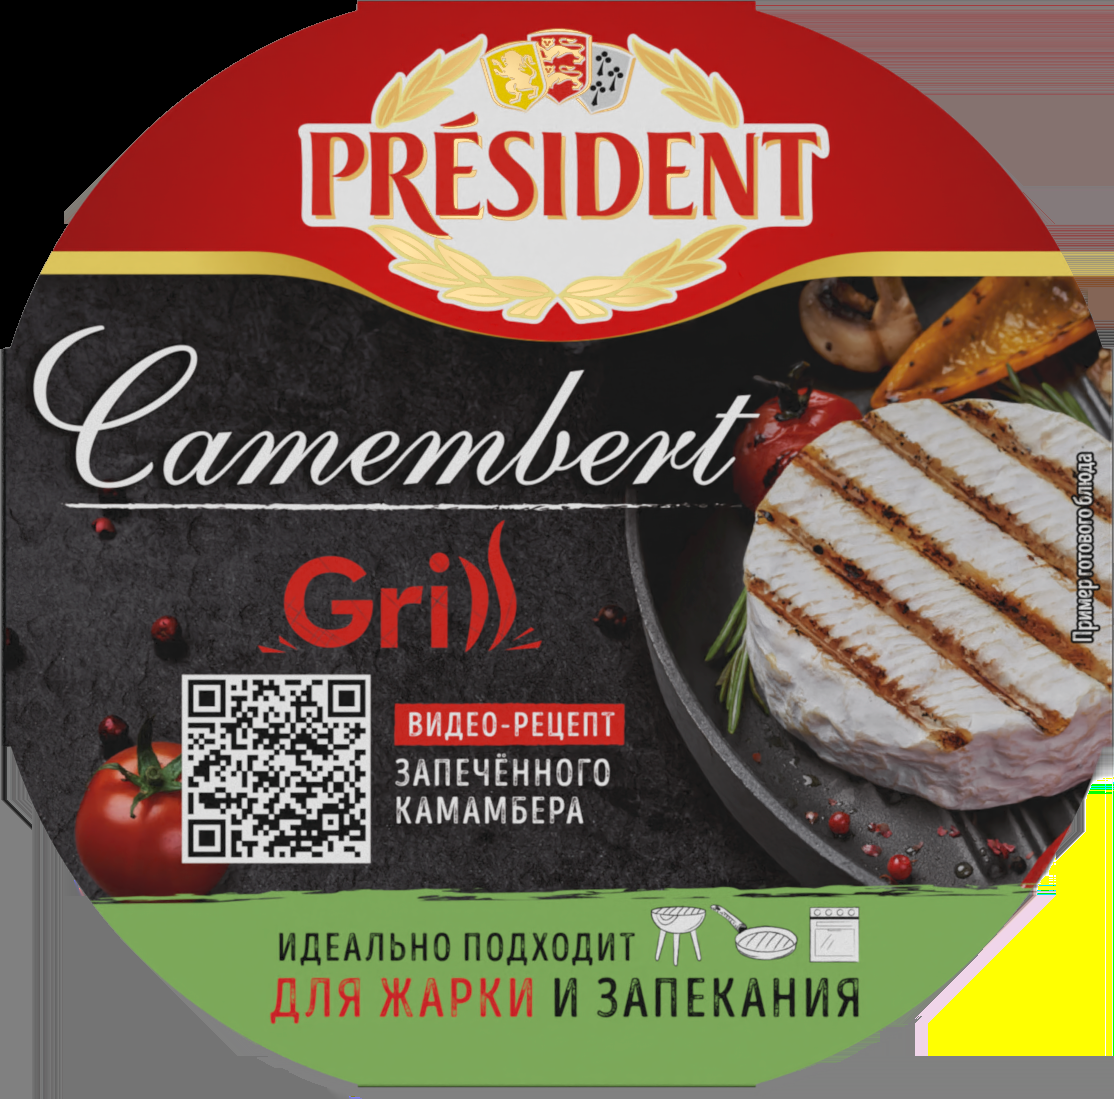 PRÉSIDENT
Camembert
Grill
ВИДЕО-РЕЦЕПТ
ЗАПЕЧЁННОГО
КАМАМБЕРА
Пример готового блюда
ИДЕАЛЬНО ПОДХОДИТ
ДЛЯ ЖАРКИ И ЗАПЕКАНИЯ